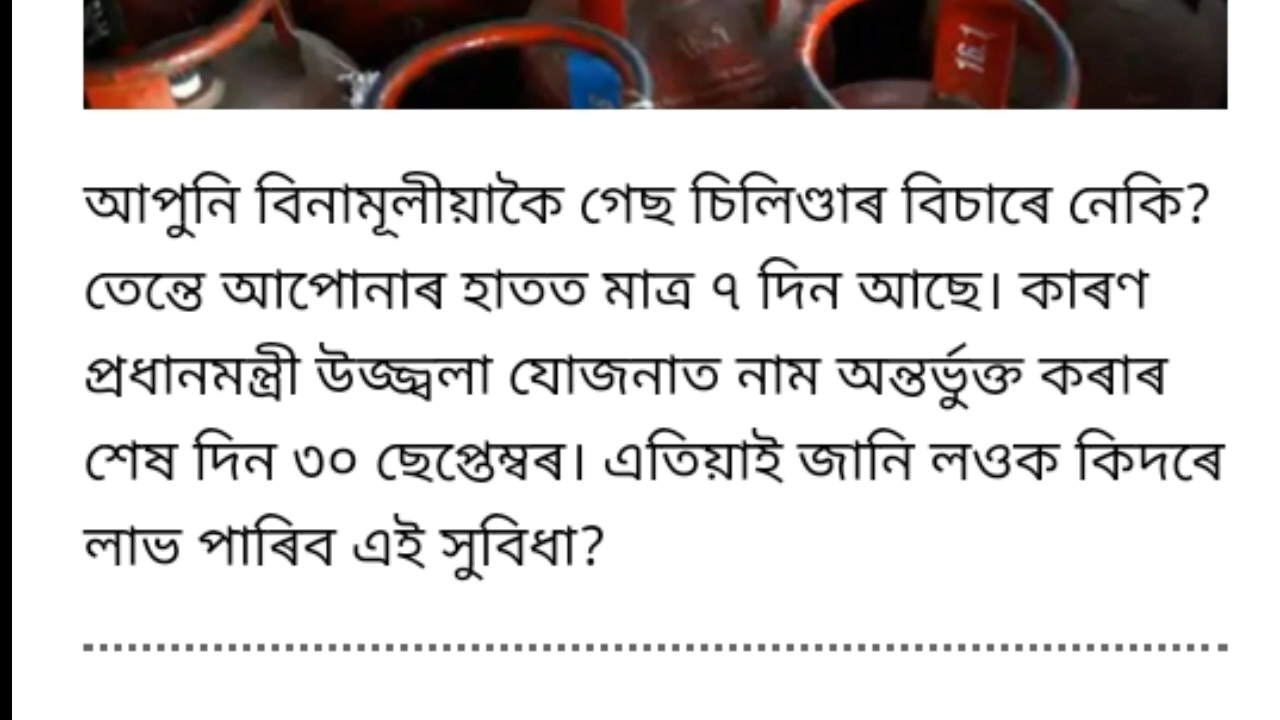 আপুনি বিনামূলীয়াকৈ গেছ চিলিণ্ডাৰ বিচাৰে নেকি?
তেন্তে আপোনাৰ হাতত মাত্ৰ ৭ দিন আছে। কাৰণ
প্ৰধানমন্ত্ৰী উজ্জ্বলা যোজনাত নাম অন্তৰ্ভুক্ত কৰাৰ
শেষ দিন ৩০ ছেপ্তেম্বৰ। এতিয়াই জানি লওক কিদৰে
লাভ পাৰিব এই সুবিধা?